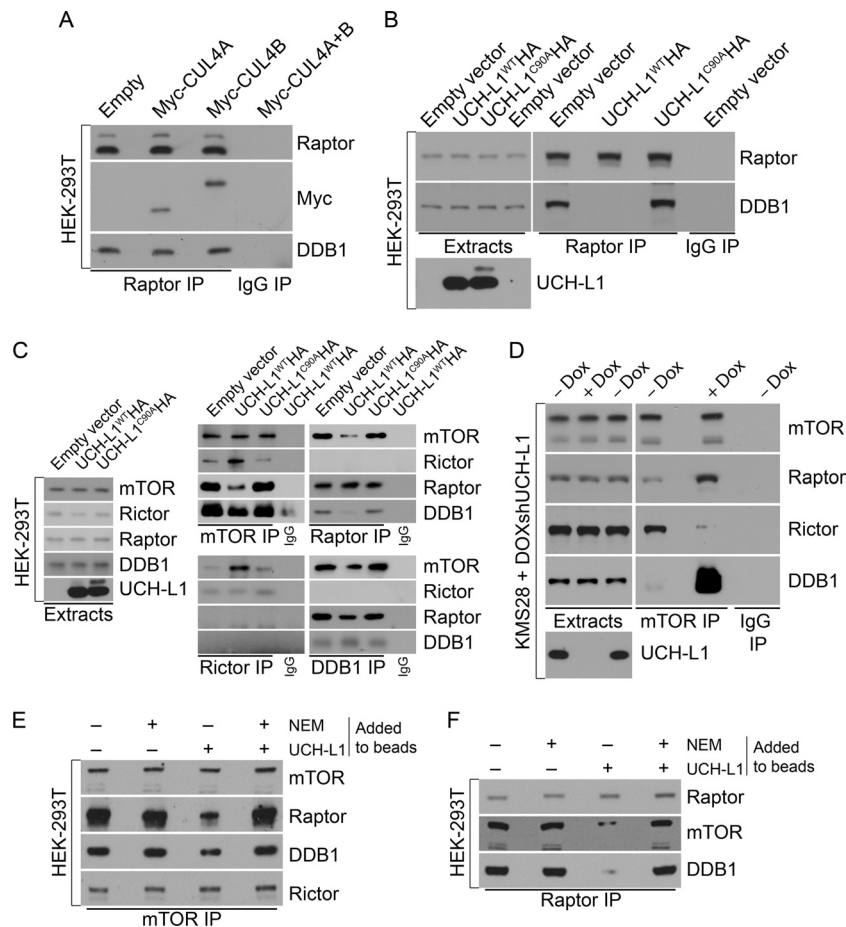 A
Empty
Myc-CUL4A
Myc-CUL4B
Myc-CUL4A+B
HEK-293T
Raptor
Myc
DDB1
Raptor IP
IgG IP
B
Empty vector
UCH-L1WTHA
UCH-L1C90AHA
Empty vector
Empty vector
UCH-L1WTHA
UCH-L1C90AHA
Empty vector
HEK-293T
Raptor
DDB1
Extracts
Raptor IP
IgG IP
UCH-L1
C
Empty vector
UCH-L1WTHA
UCH-L1C90AHA
HEK-293T
mTOR
Rictor
Raptor
DDB1
UCH-L1
Extracts
Empty vector
UCH-L1WTHA
UCH-L1C90AHA
UCH-L1WTHA
Empty vector
UCH-L1WTHA
UCH-L1C90AHA
UCH-L1WTHA
mTOR
Rictor
Raptor
DDB1
mTOR IP
IgG
Raptor IP
IgG
mTOR
Rictor
Raptor
DDB1
Rictor IP
IgG
DDB1 IP
IgG
D
– Dox
+ Dox
– Dox
– Dox
+ Dox
– Dox
KMS28 + DOXshUCH-L1
mTOR
Raptor
Rictor
DDB1
Extracts
mTOR IP
IgG
IP
UCH-L1
E
– + – + NEM
– – + + UCH-L1
Added
to beads
HEK-293T
mTOR
Raptor
DDB1
Rictor
mTOR IP
F
– + – + NEM
– – + + UCH-L1
Added
to beads
HEK-293T
Raptor
mTOR
DDB1
Raptor IP